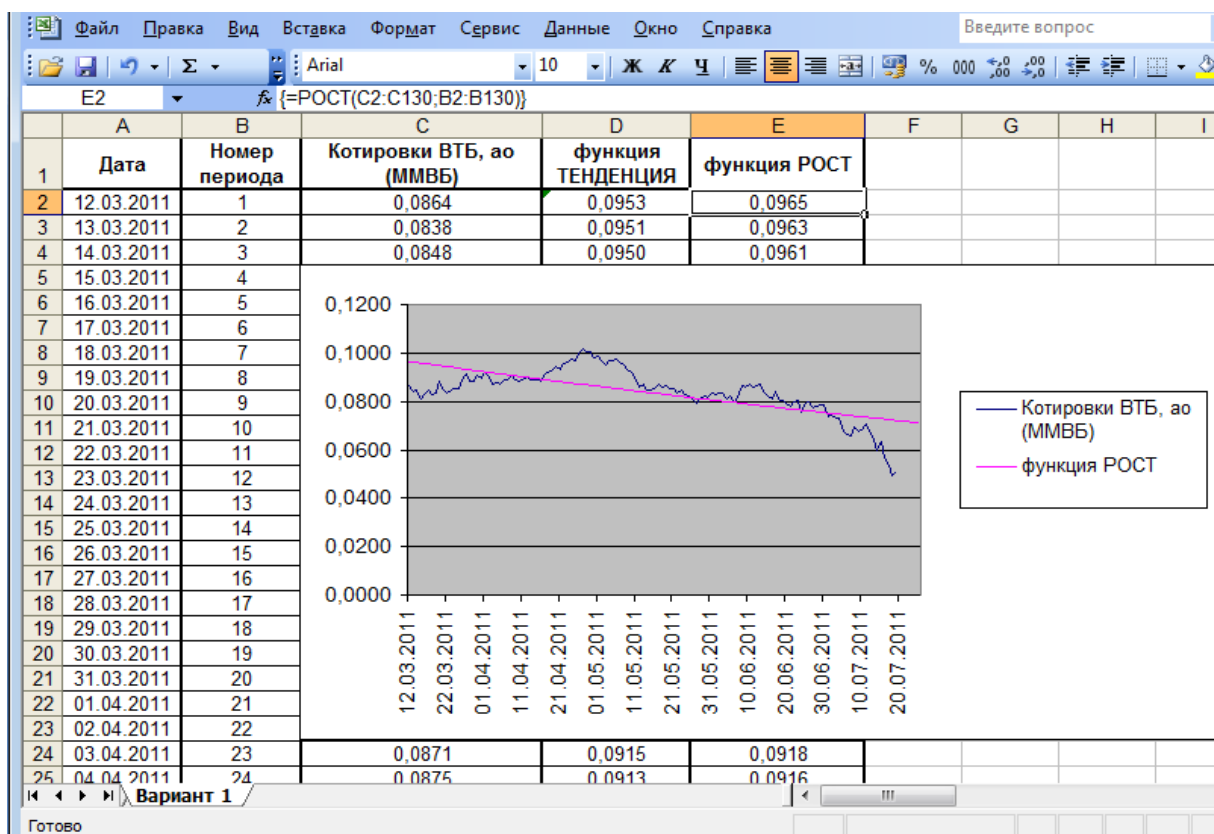 Файл Правка Вид Вставка Формат Сервис Данные Окно Справка Введите вопрос
Σ Arial 10 Ж К Ч % 000
E2 fx {=РОСТ(C2:C130;B2:B130)}
A B C D E F G H I
1 Дата Номер периода Котировки ВТБ, ао (ММВБ) функция ТЕНДЕНЦИЯ функция РОСТ
2 12.03.2011 1 0,0864 0,0953 0,0965
3 13.03.2011 2 0,0838 0,0951 0,0963
4 14.03.2011 3 0,0848 0,0950 0,0961
5 15.03.2011 4
6 16.03.2011 5
7 17.03.2011 6
8 18.03.2011 7
9 19.03.2011 8
10 20.03.2011 9
11 21.03.2011 10
12 22.03.2011 11
13 23.03.2011 12
14 24.03.2011 13
15 25.03.2011 14
16 26.03.2011 15
17 27.03.2011 16
18 28.03.2011 17
19 29.03.2011 18
20 30.03.2011 19
21 31.03.2011 20
22 01.04.2011 21
23 02.04.2011 22
0,1200
0,1000
0,0800
0,0600
0,0400
0,0200
0,0000
12.03.2011
22.03.2011
01.04.2011
11.04.2011
21.04.2011
01.05.2011
11.05.2011
21.05.2011
31.05.2011
10.06.2011
20.06.2011
30.06.2011
10.07.2011
20.07.2011
Котировки ВТБ, ао
(ММВБ)
функция РОСТ
24 03.04.2011 23 0,0871 0,0915 0,0918
25 04.04.2011 24 0,0875 0,0913 0,0916
Вариант 1
Готово